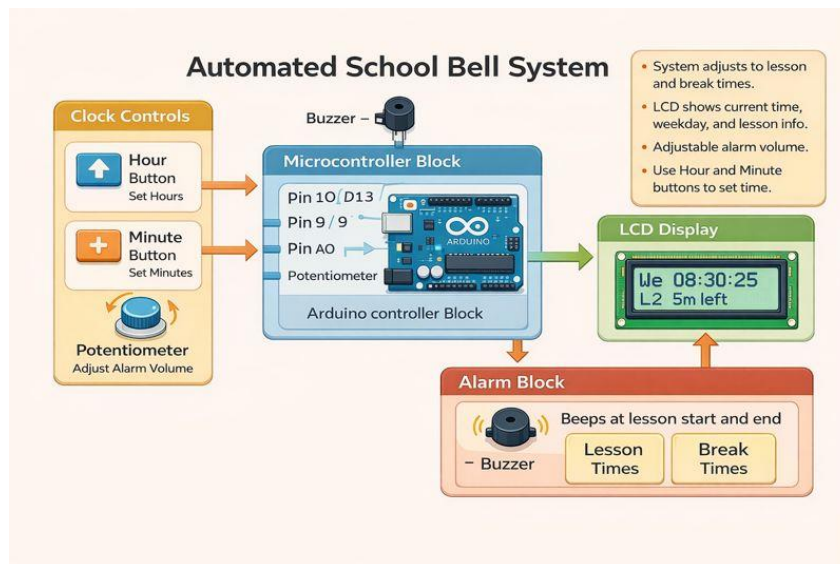 Automated School Bell System
Clock Controls
Hour
Button
Set Hours
Minute
Button
Set Minutes
Potentiometer
Adjust Alarm Volume
Buzzer –
Microcontroller Block
Pin 10/D13
Pin 9 / 9
Pin A0
Potentiometer
ARDUINO
Arduino controller Block
• System adjusts to lesson
and break times.
• LCD shows current time,
weekday, and lesson info.
• Adjustable alarm volume.
• Use Hour and Minute
buttons to set time.
LCD Display
We 08:30:25
L2 5m left
Alarm Block
Beeps at lesson start and end
– Buzzer
Lesson
Times
Break
Times